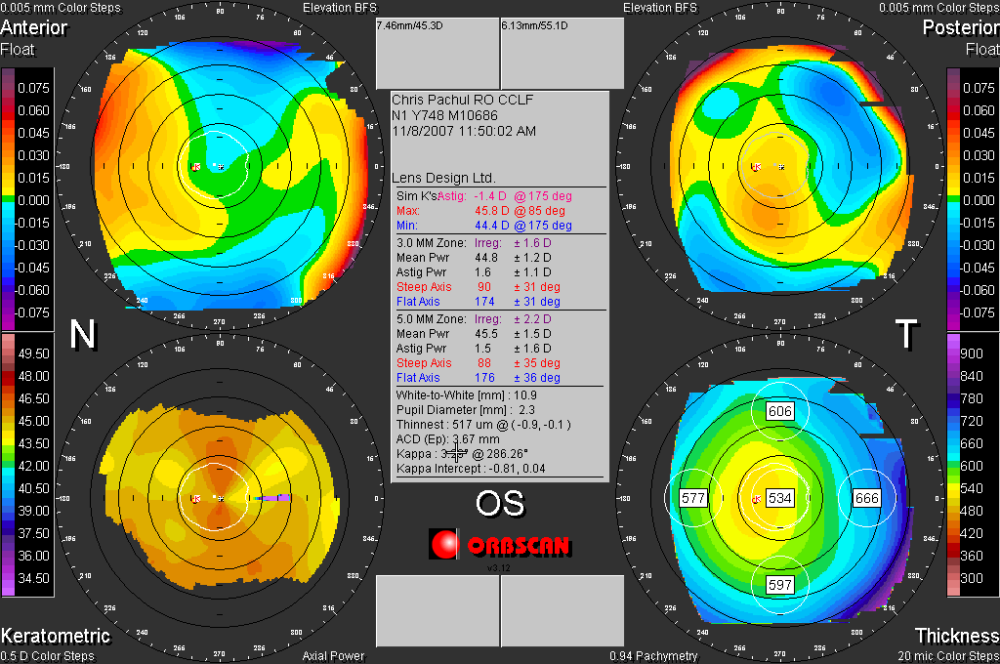 0.005 mm Color Steps
Elevation BFS
7.46mm/45.3D
6.13mm/55.1D
Elevation BFS
0.005 mm Color Steps
Anterior
Float
Posterior
Float
0.075
0.060
0.045
0.030
0.015
0.000
-0.015
-0.030
-0.045
-0.060
-0.075
0.075
0.060
0.045
0.030
0.015
0.000
-0.015
-0.030
-0.045
-0.060
-0.075
Chris Pachul RO CCLF
N1 Y748 M10686
11/8/2007 11:50:02 AM
Lens Design Ltd.
Sim K's: Astig: -1.4 D @ 175 deg
Max: 45.8 D @ 85 deg
Min: 44.4 D @ 175 deg
3.0 MM Zone: Irreg: ± 1.6 D
Mean Pwr 44.8 ± 1.2 D
Astig Pwr 1.6 ± 1.1 D
Steep Axis 90 ± 31 deg
Flat Axis 174 ± 31 deg
5.0 MM Zone: Irreg: ± 2.2 D
Mean Pwr 45.5 ± 1.5 D
Astig Pwr 1.5 ± 1.6 D
Steep Axis 88 ± 35 deg
Flat Axis 176 ± 36 deg
White-to-White [mm] : 10.9
Pupil Diameter [mm] : 2.3
Thinnest : 517 um @ ( -0.9, -0.1 )
ACD (Ep): 3.67 mm
Kappa : @ 286.26°
Kappa Intercept : -0.81, 0.04
N
T
OS
ORBSCAN
v3.12
49.50
48.00
46.50
45.00
43.50
42.00
40.50
39.00
37.50
36.00
34.50
606
577
534
666
597
900
840
780
720
660
600
540
480
420
360
300
Keratometric
0.5 D Color Steps
Axial Power
0.94 Pachymetry
Thickness
20 mic Color Steps